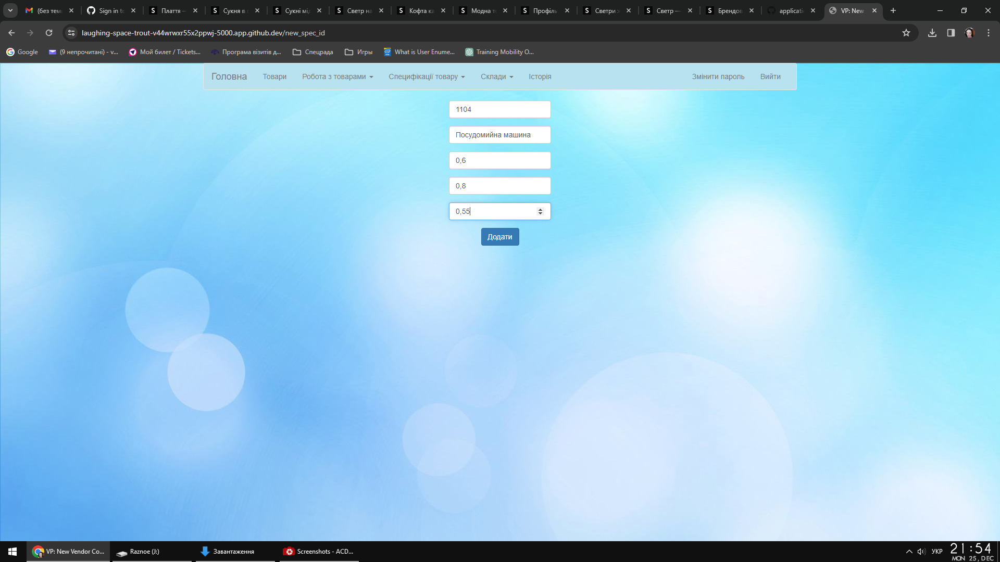 (без теми
Sign in to
Плаття —
Сукня в
Сукні мід
Светр на
Кофта ка
Модна т
Профіль
Светри
Светр —
Брендов
applicati
VP: New
laughing-space-trout-v44wrwxr55x2ppwj-5000.app.github.dev/new_spec_id
Google
(9 непрочитані) - v...
Мой билет / Tickets...
Програма візитів д...
Спецрада
Игры
What is User Enume...
Training Mobility O...
Головна
Товари
Робота з товарами
Специфікації товару
Склади
Історія
Змінити пароль
Вийти
1104
Посудомийна машина
0,6
0,8
0,55
Додати
VP: New Vendor Co...
Raznoe (J:)
Завантаження
Screenshots - ACD...
УКР
21:54
MON 25, DEC